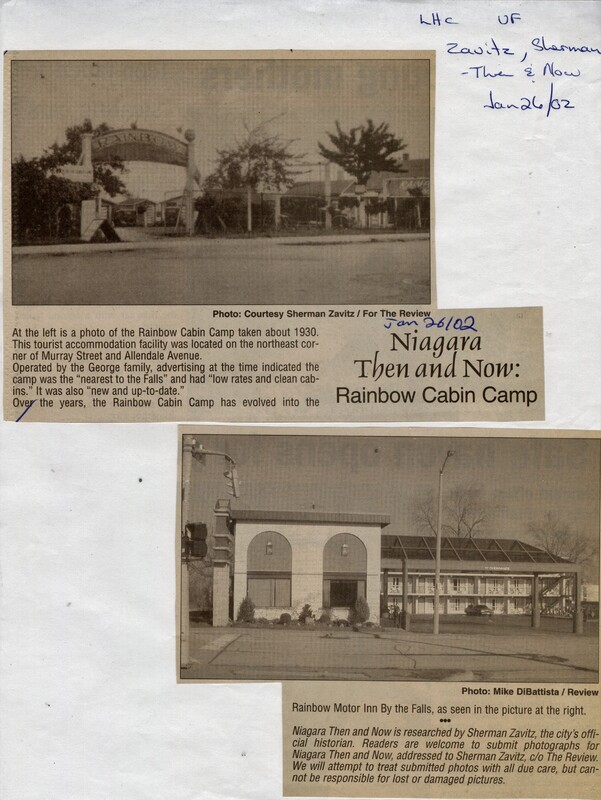 LHC VF
Zavitz, Sherman
- Then & Now
Jan 26/02
Photo: Courtesy Sherman Zavitz / For The Review
At the left is a photo of the Rainbow Cabin Camp taken about 1930.
This tourist accommodation facility was located on the northeast cor-
ner of Murray Street and Allendale Avenue.
Operated by the George family, advertising at the time indicated the
camp was the “nearest to the Falls” and had “low rates and clean cab-
ins.” It was also “new and up-to-date.”
Over the years, the Rainbow Cabin Camp has evolved into the
Jan 26/02
Niagara
Then and Now:
Rainbow Cabin Camp
Photo: Mike DiBattista / Review
Rainbow Motor Inn By the Falls, as seen in the picture at the right.
•••
Niagara Then and Now is researched by Sherman Zavitz, the city's offi-
cial historian. Readers are welcome to submit photographs for
Niagara Then and Now, addressed to Sherman Zavitz, c/o The Review.
We will attempt to treat submitted photos with all due care, but can-
not be responsible for lost or damaged pictures.